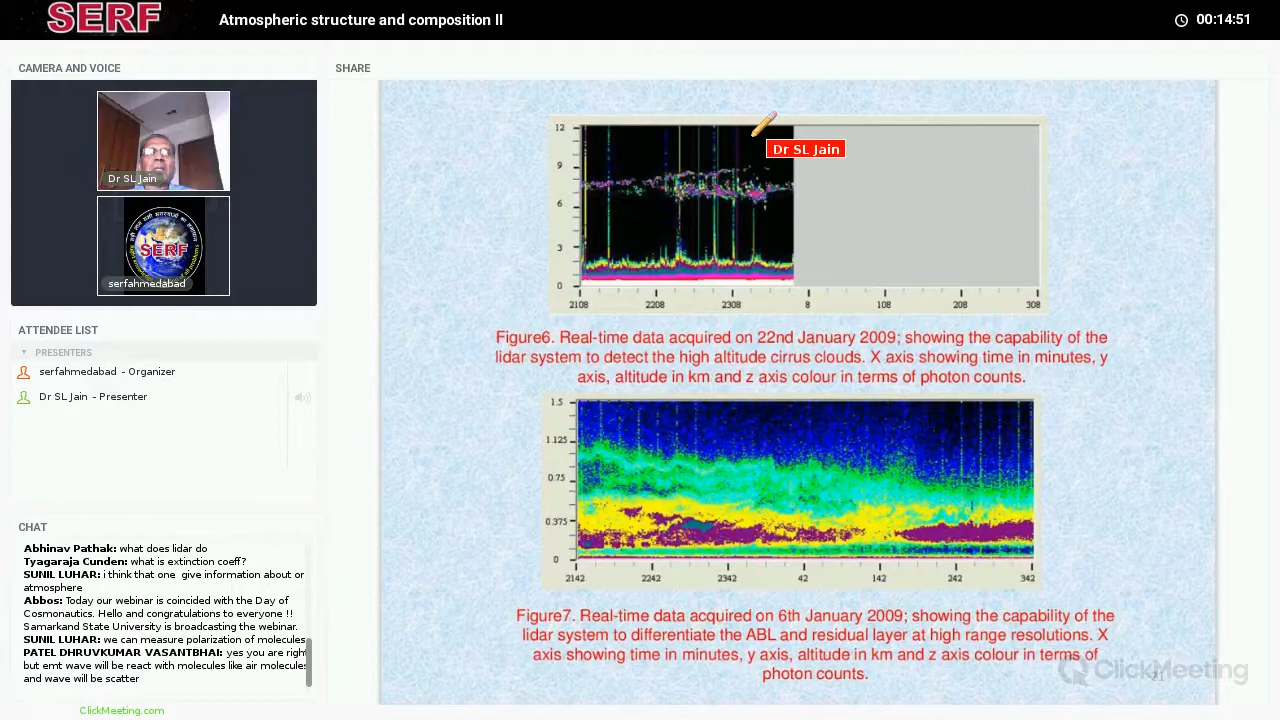 SERF
Atmospheric structure and composition II
00:14:51
CAMERA AND VOICE
Dr SL Jain
SERF
serfahmedabad
ATTENDEE LIST
PRESENTERS
serfahmedabad - Organizer
Dr SL Jain - Presenter
CHAT
Abhinav Pathak: what does lidar do
Tyagaraja Cunden: what is extinction coeff?
SUNIL LUHAR: i think that one give information about or
atmosphere
Abbos: Today our webinar is coincided with the Day of
Cosmonautics. Hello and congratulations to everyone !!
Samarkand State University is broadcasting the webinar.
SUNIL LUHAR: we can measure polarization of molecules
PATEL DHRUVKUMAR VASANTBHAI: yes you are right
but emt wave will be react with molecules like air molecules
and wave will be scatter
ClickMeeting.com
SHARE
Dr SL Jain
12
9
6
3
0
2108 2208 2308 8 108 208 308
Figure6. Real-time data acquired on 22nd January 2009; showing the capability of the
lidar system to detect the high altitude cirrus clouds. X axis showing time in minutes, y
axis, altitude in km and z axis colour in terms of photon counts.
1.5
1.125
0.75
0.375
0
2142 2242 2342 42 142 242 342
Figure7. Real-time data acquired on 6th January 2009; showing the capability of the
lidar system to differentiate the ABL and residual layer at high range resolutions. X
axis showing time in minutes, y axis, altitude in km and z axis colour in terms of
photon counts.
ClickMeeting
21